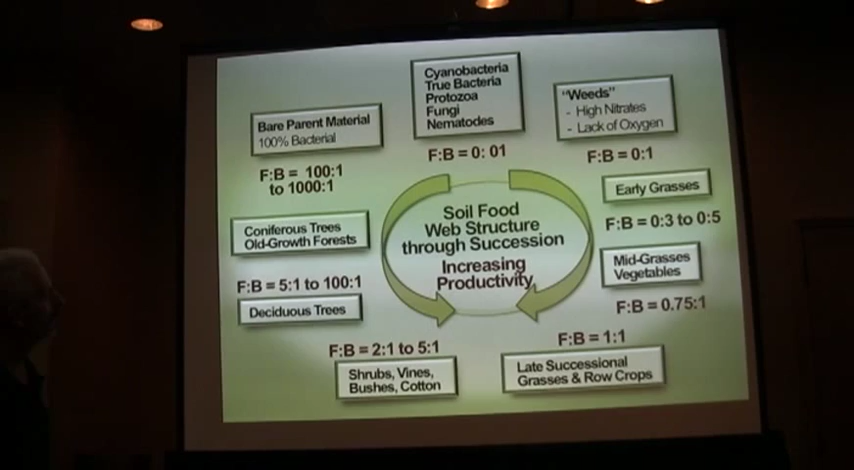 Cyanobacteria
True Bacteria
Protozoa
Fungi
Nematodes
F:B = 0: 01
"Weeds"
- High Nitrates
- Lack of Oxygen
F:B = 0:1
Early Grasses
F:B = 0:3 to 0:5
Mid-Grasses
Vegetables
F:B = 0.75:1
Late Successional
Grasses & Row Crops
F:B = 1:1
Shrubs, Vines,
Bushes, Cotton
F:B = 2:1 to 5:1
Deciduous Trees
F:B = 5:1 to 100:1
Coniferous Trees
Old-Growth Forests
F:B = 100:1
to 1000:1
Bare Parent Material
100% Bacterial
Soil Food
Web Structure
through Succession
Increasing
Productivity